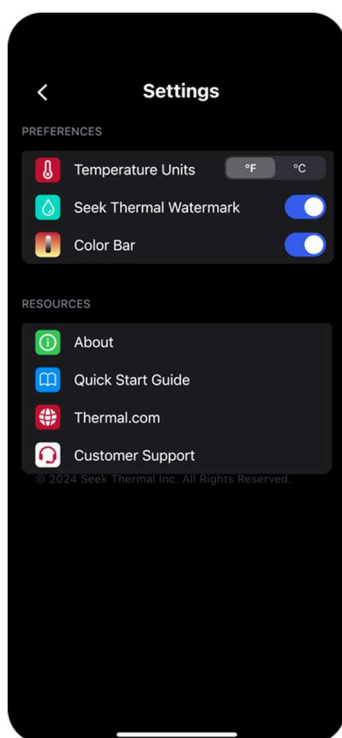 Settings
PREFERENCES
Temperature Units °F °C
Seek Thermal Watermark
Color Bar
RESOURCES
About
Quick Start Guide
Thermal.com
Customer Support
© 2024 Seek Thermal Inc. All Rights Reserved.